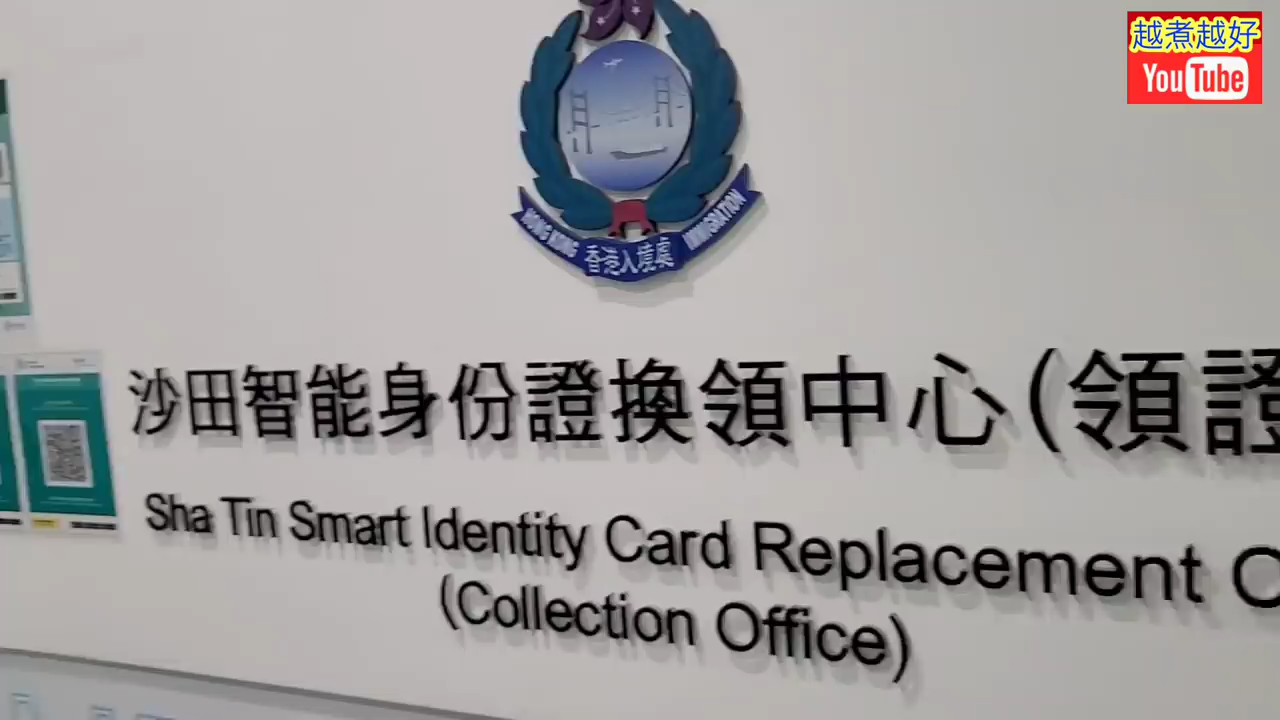 越煮越好
YouTube
HONG KONG 香港入境處 IMMIGRATION
沙田智能身份證換領中心(領證
Sha Tin Smart Identity Card Replacement C
(Collection Office)